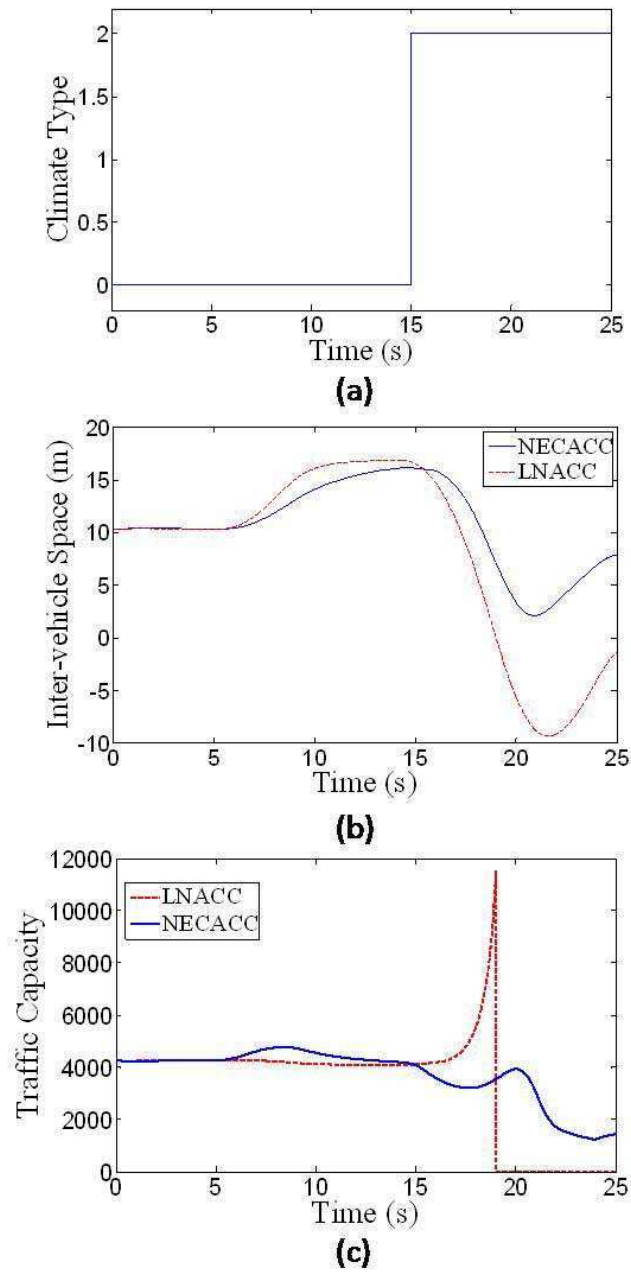 2
1.5
1
0.5
0
Climate Type
0 5 10 15 20 25
Time (s)
(a)
20
15
10
5
0
-5
-10
Inter-vehicle Space (m)
NECACC
LNACC
0 5 10 15 20 25
Time (s)
(b)
12000
10000
8000
6000
4000
2000
0
Traffic Capacity
LNACC
NECACC
0 5 10 15 20 25
Time (s)
(c)